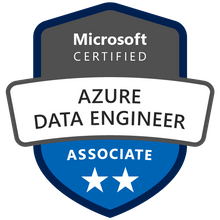 Microsoft
CERTIFIED
AZURE
DATA ENGINEER
ASSOCIATE